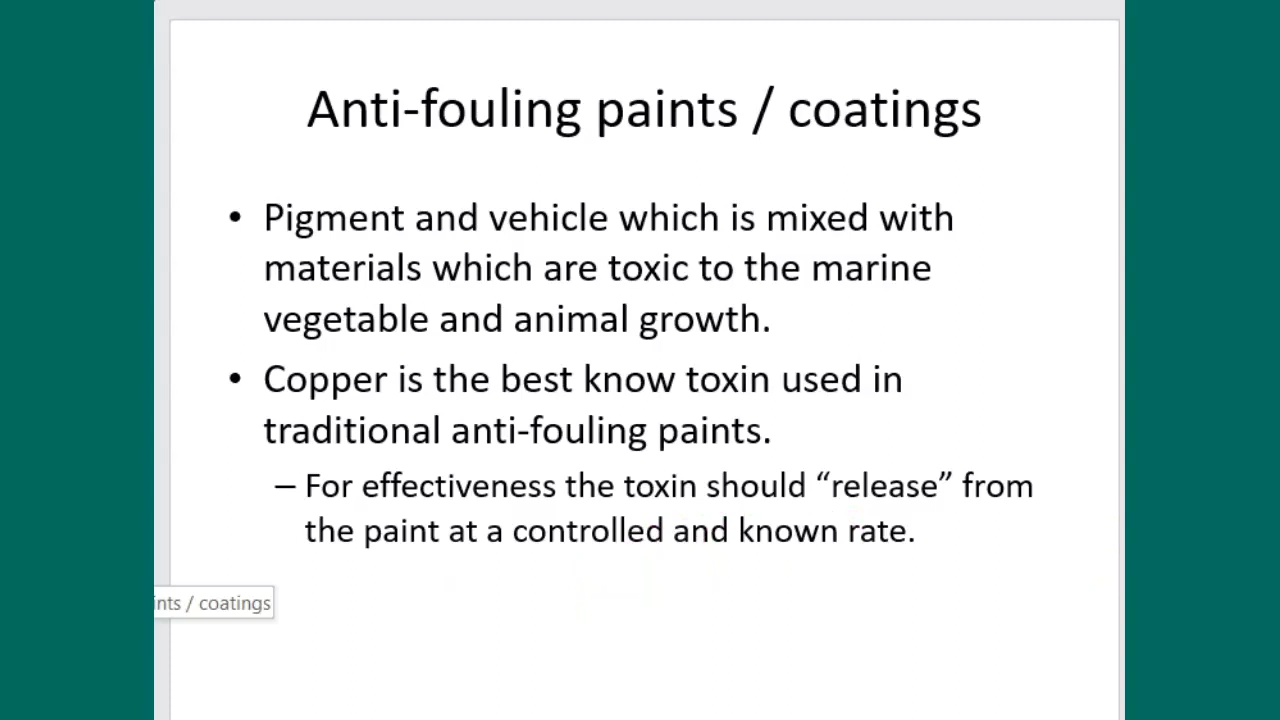 Anti-fouling paints / coatings
• Pigment and vehicle which is mixed with
materials which are toxic to the marine
vegetable and animal growth.
• Copper is the best know toxin used in
traditional anti-fouling paints.
– For effectiveness the toxin should “release” from
the paint at a controlled and known rate.
ints / coatings